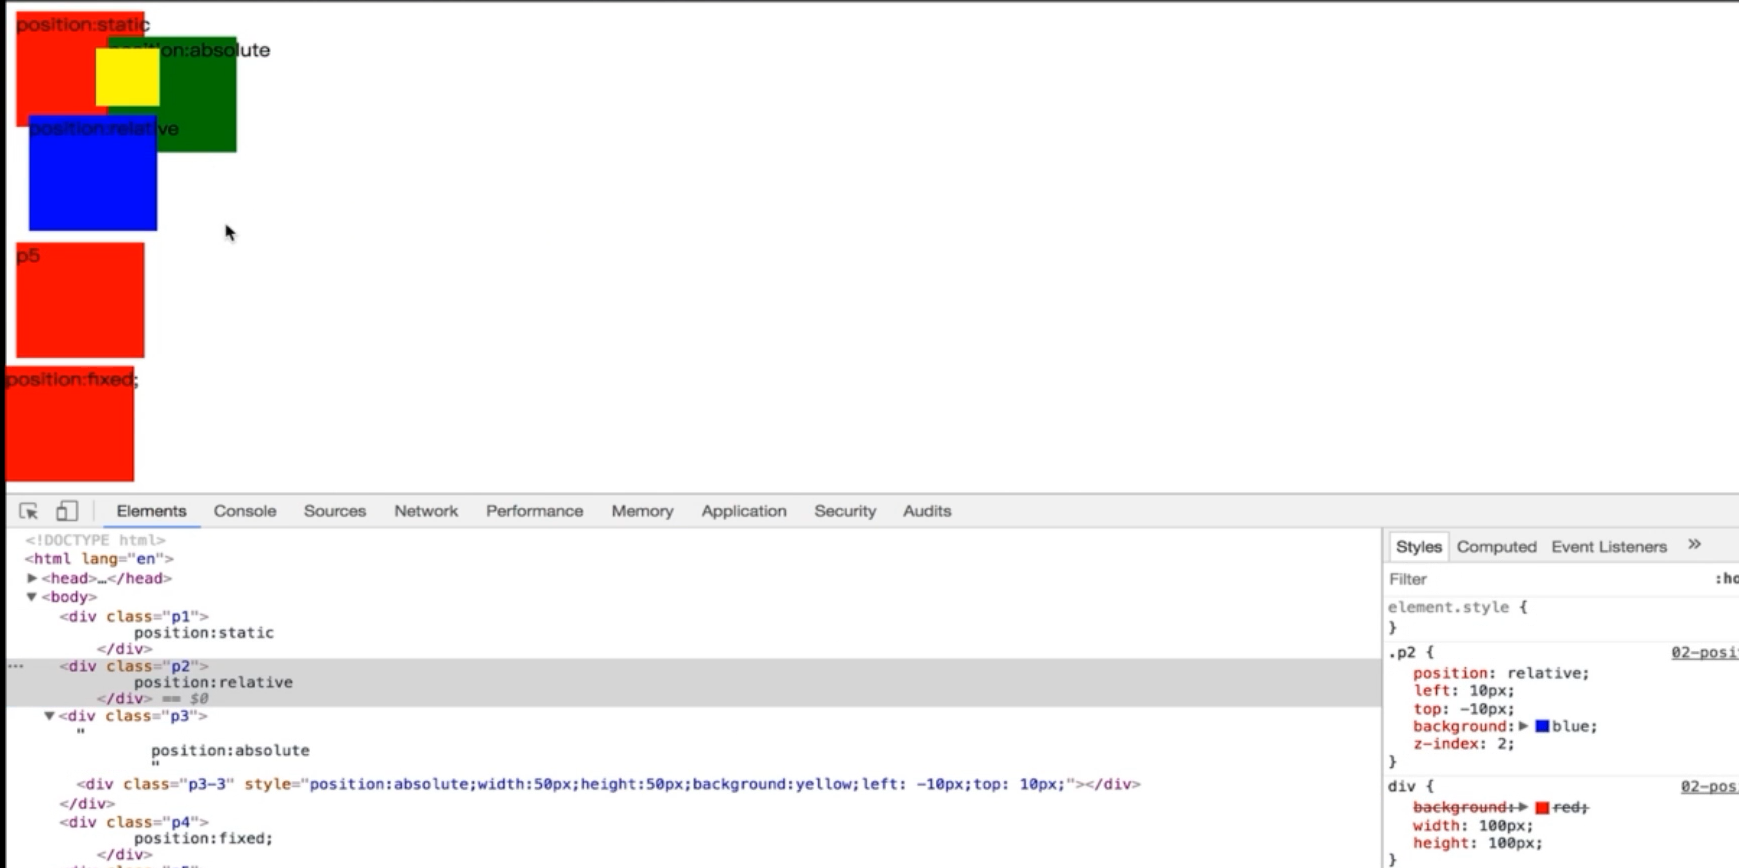 position:static
position:absolute
position:relative
p5
position:fixed;
Elements Console Sources Network Performance Memory Application Security Audits
<!DOCTYPE html>
<html lang="en">
▶<head>…</head>
▼<body>
<div class="p1">
position:static
</div>
<div class="p2">
position:relative
</div> == $0
▼<div class="p3">
"
position:absolute
"
<div class="p3-3" style="position:absolute;width:50px;height:50px;background:yellow;left: -10px;top: 10px;"></div>
</div>
<div class="p4">
position:fixed;
</div>
Styles Computed Event Listeners »
Filter :ho
element.style {
}
.p2 { 02-posi
position: relative;
left: 10px;
top: -10px;
background:▶ blue;
z-index: 2;
}
div { 02-pos
background:▶ red;
width: 100px;
height: 100px;
}